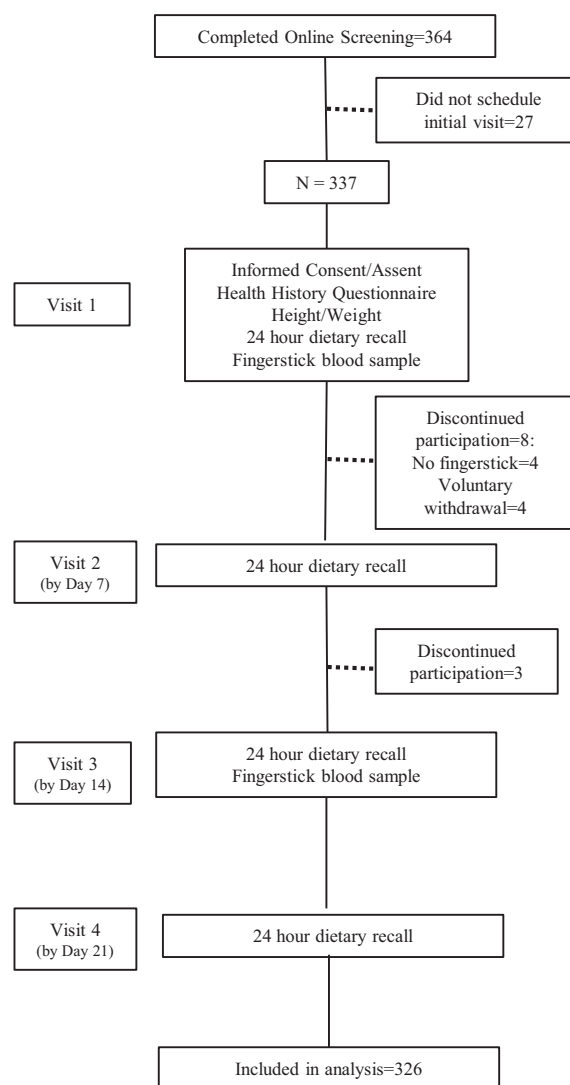 Completed Online Screening=364
Did not schedule
initial visit=27
N = 337
Visit 1
Informed Consent/Assent
Health History Questionnaire
Height/Weight
24 hour dietary recall
Fingerstick blood sample
Discontinued
participation=8:
No fingerstick=4
Voluntary
withdrawal=4
Visit 2
(by Day 7)
24 hour dietary recall
Discontinued
participation=3
Visit 3
(by Day 14)
24 hour dietary recall
Fingerstick blood sample
Visit 4
(by Day 21)
24 hour dietary recall
Included in analysis=326